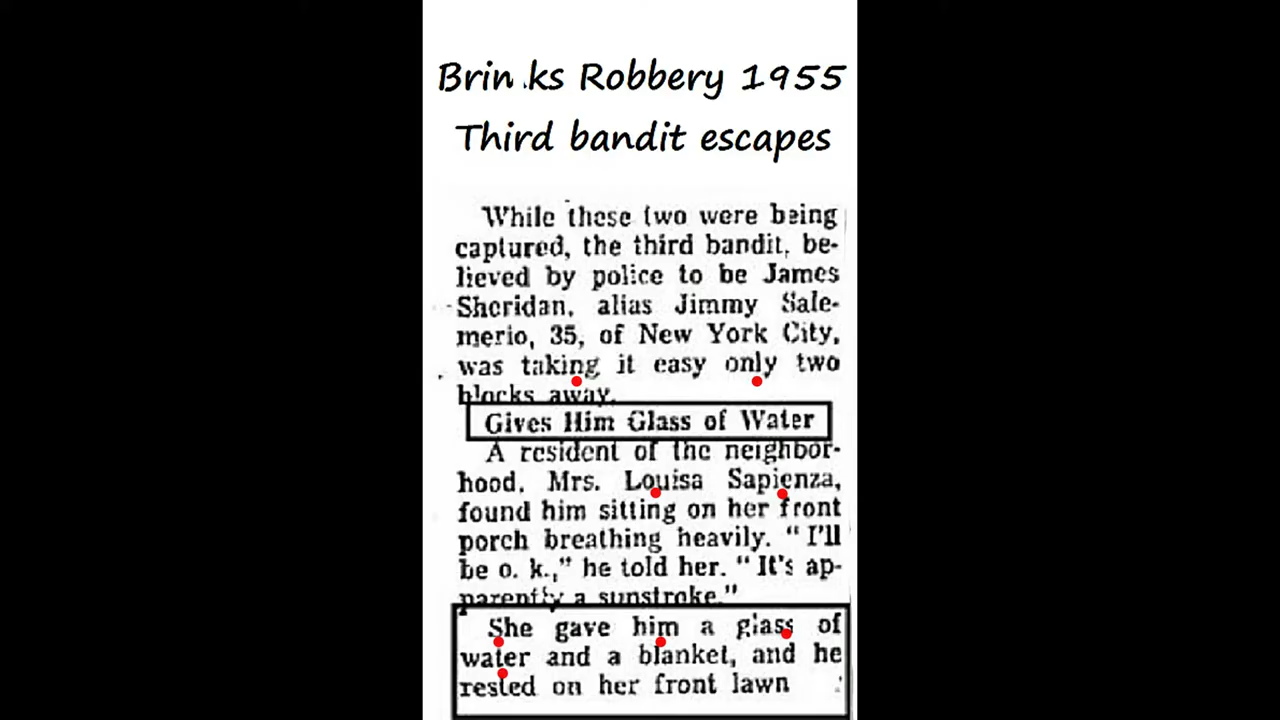 Brinks Robbery 1955
Third bandit escapes
While these two were being
captured, the third bandit, be-
lieved by police to be James
Sheridan, alias Jimmy Sale-
merio, 35, of New York City,
was taking it easy only two
blocks away.
Gives Him Glass of Water
A resident of the neighbor-
hood, Mrs. Louisa Sapienza,
found him sitting on her front
porch breathing heavily. "I'll
be o. k.," he told her. "It's ap-
parently a sunstroke."
She gave him a glass of
water and a blanket, and he
rested on her front lawn